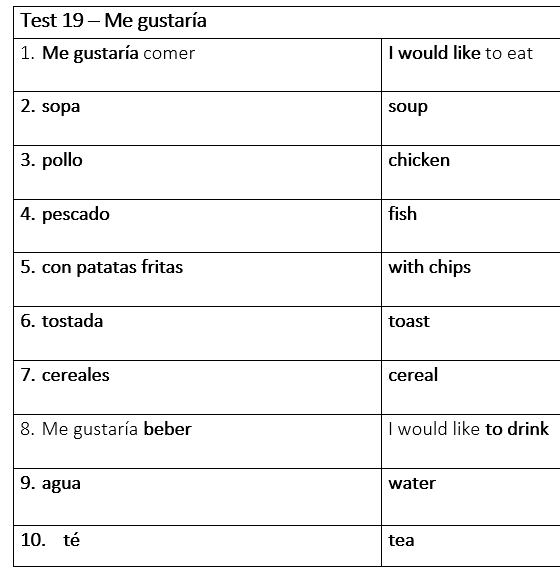 Test 19 – Me gustaría
1. Me gustaría comer I would like to eat
2. sopa soup
3. pollo chicken
4. pescado fish
5. con patatas fritas with chips
6. tostada toast
7. cereales cereal
8. Me gustaría beber I would like to drink
9. agua water
10. té tea